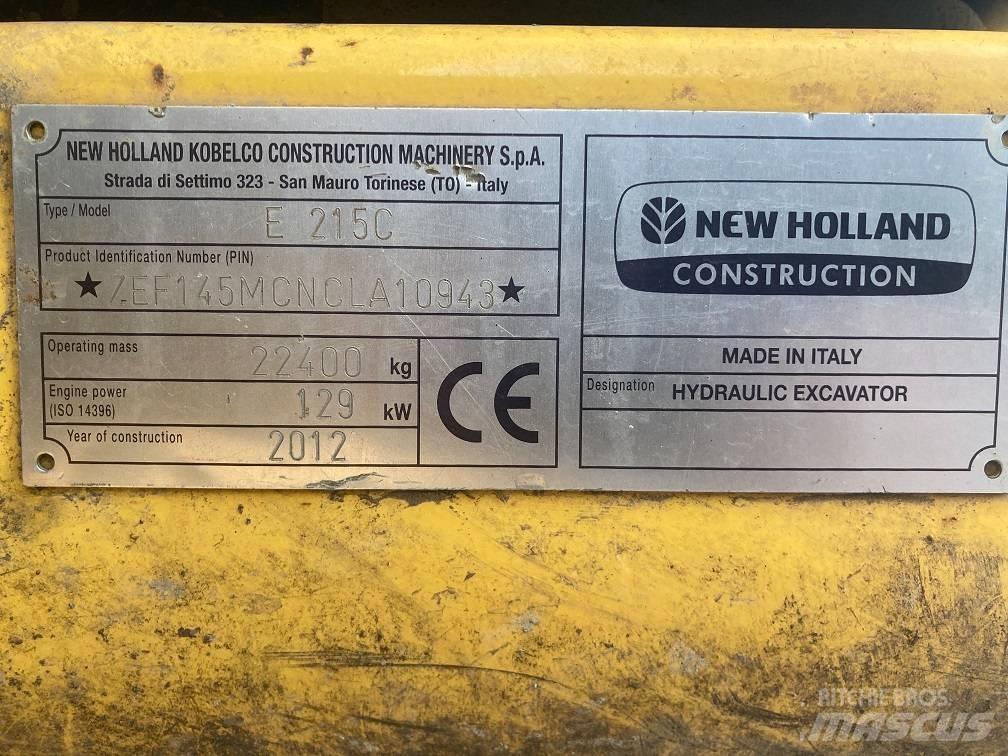 NEW HOLLAND KOBELCO CONSTRUCTION MACHINERY S.p.A.
Strada di Settimo 323 - San Mauro Torinese (TO) - Italy
Type / Model E 215C
Product Identification Number (PIN)
★ZEF145MCNCLA10943★
Operating mass 22400 kg
Engine power
(ISO 14396) 129 kW
Year of construction 2012
CE
NEW HOLLAND
CONSTRUCTION
MADE IN ITALY
Designation HYDRAULIC EXCAVATOR
RITCHIE BROS.
MASCUS